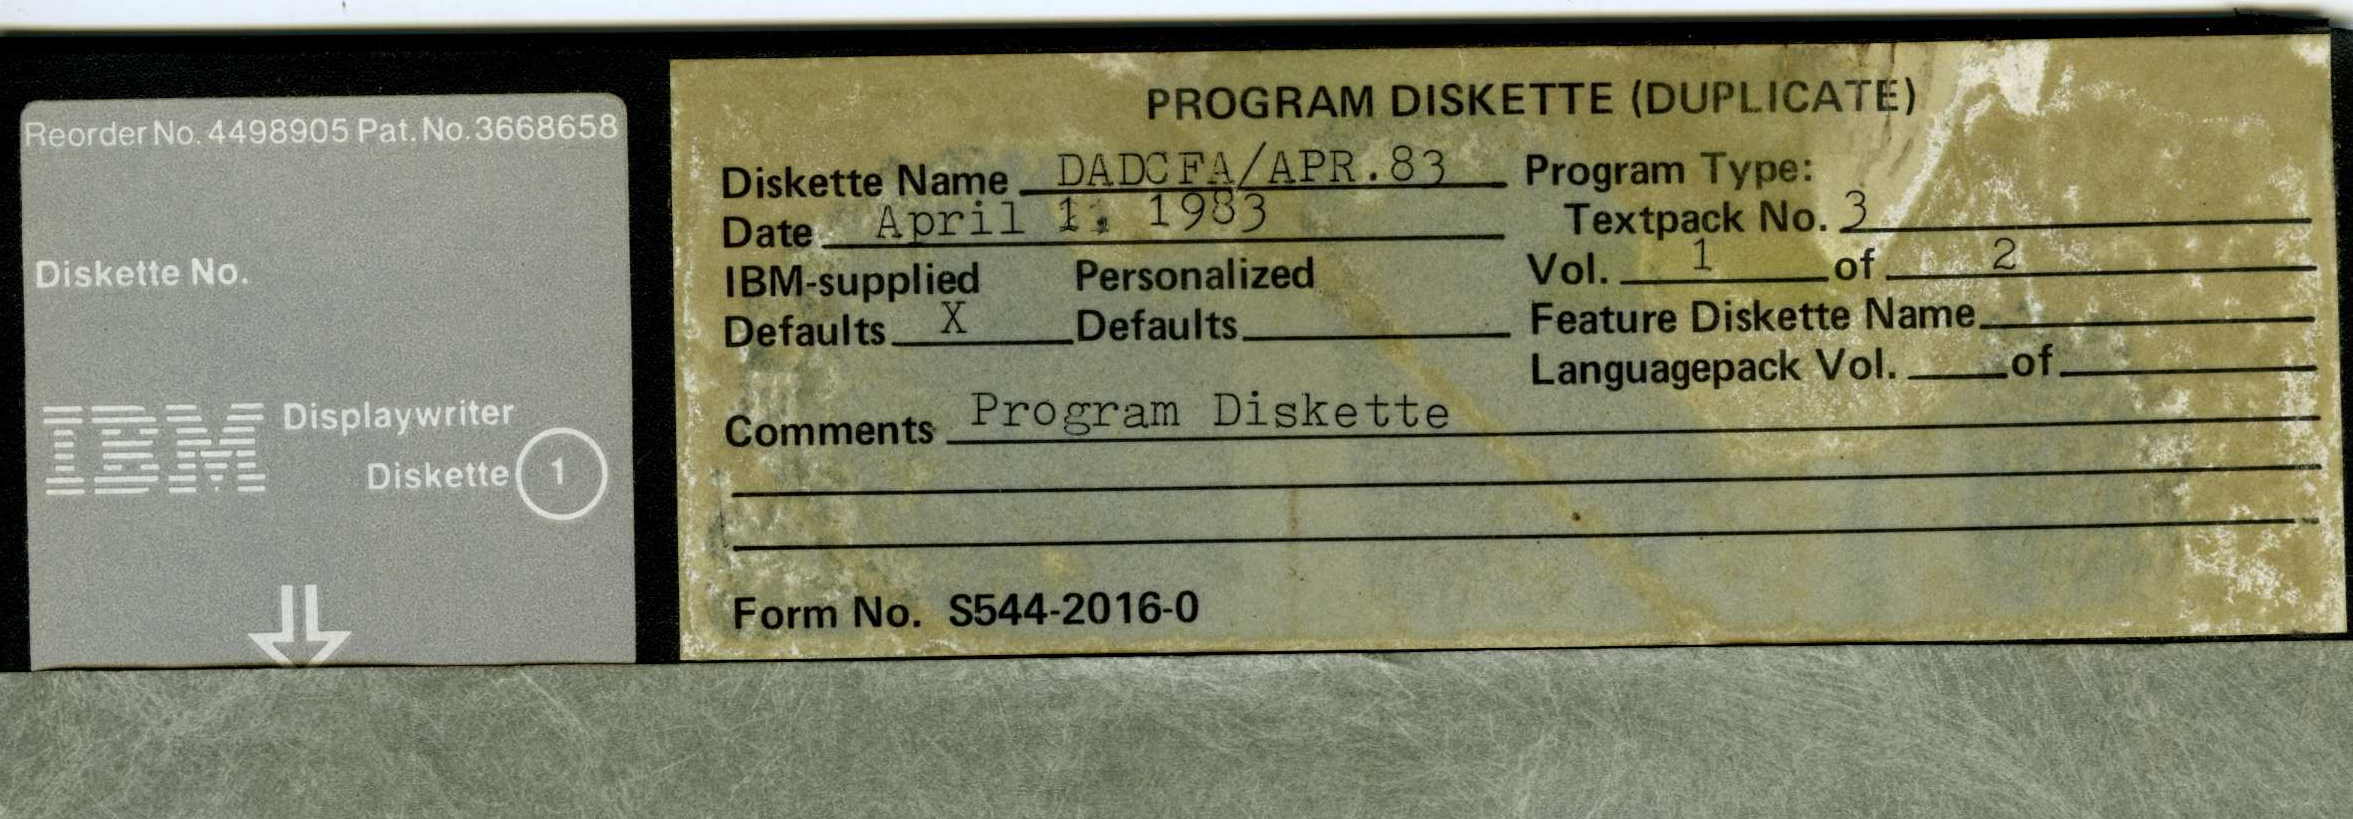 Reorder No. 4498905 Pat. No. 3668658
Diskette No.
IBM Displaywriter
Diskette 1
PROGRAM DISKETTE (DUPLICATE)
Diskette Name DADCFA/APR.83
Date April 1, 1983
IBM-supplied Personalized
Defaults X Defaults
Program Type:
Textpack No. 3
Vol. 1 of 2
Feature Diskette Name
Languagepack Vol. of
Comments Program Diskette
Form No. S544-2016-0